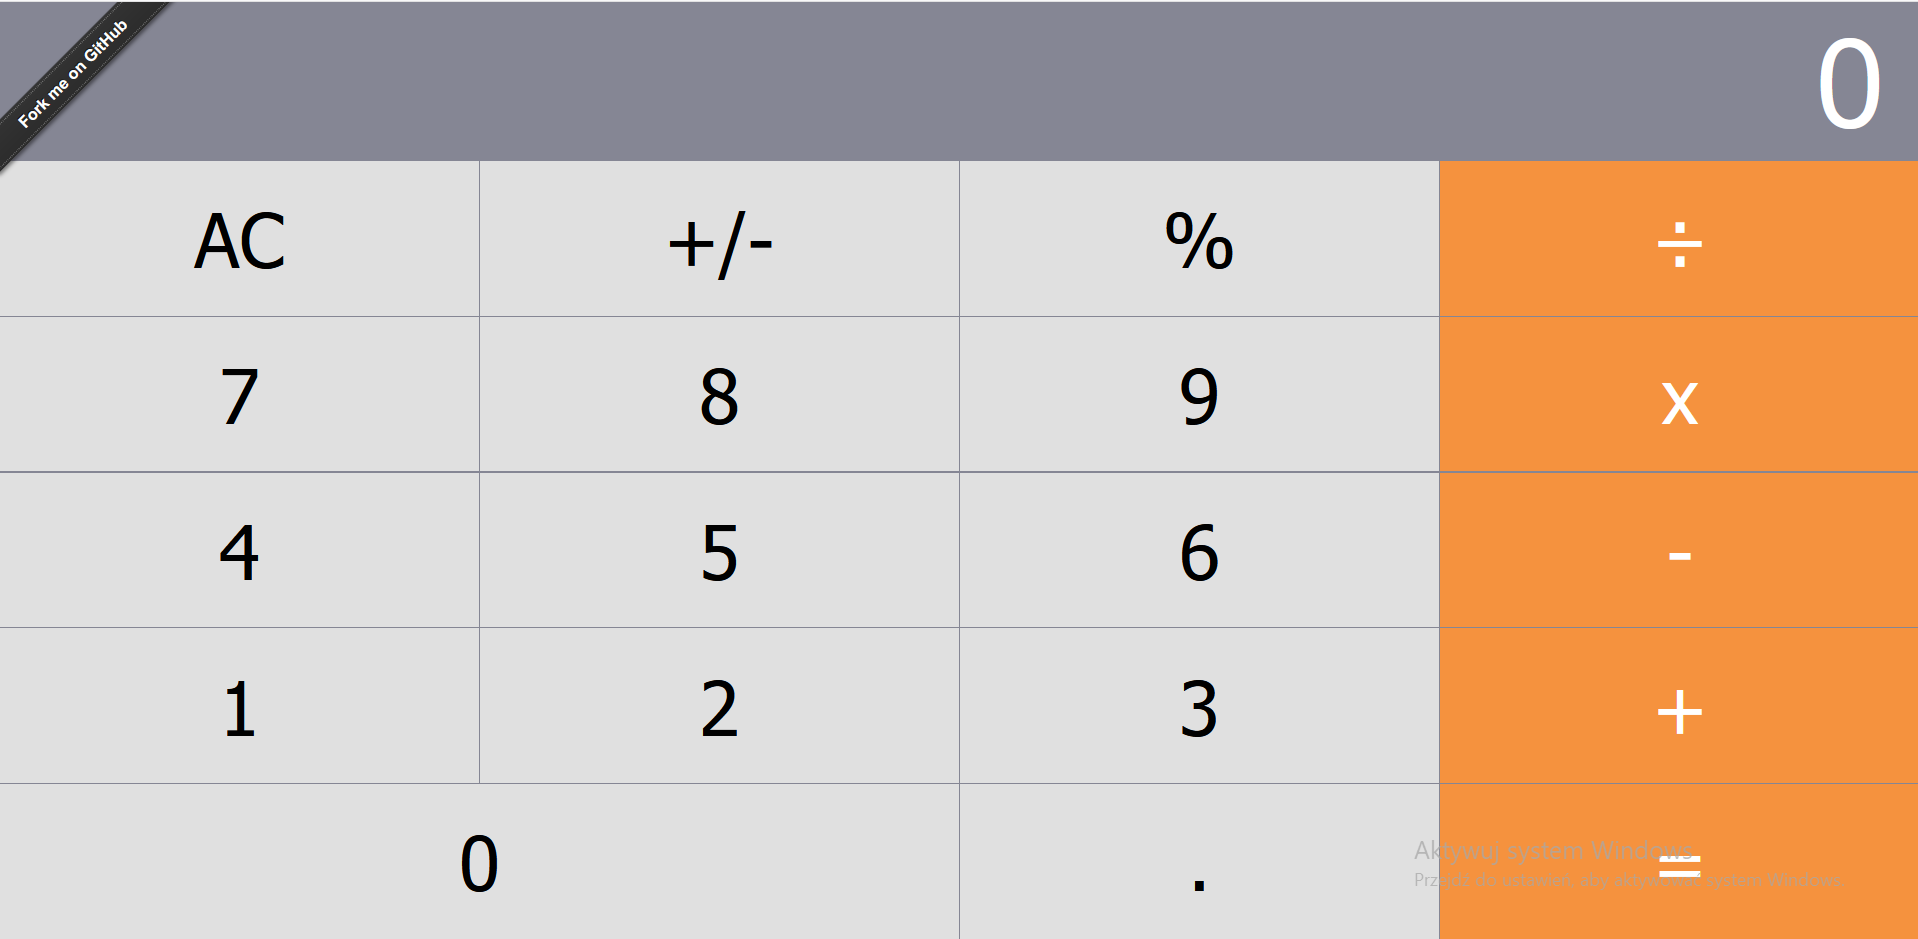 Fork me on GitHub
0
AC +/- % ÷
7 8 9 x
4 5 6 -
1 2 3 +
0 . =
Aktywuj system Windows
Przejdź do ustawień, aby aktywować system Windows.